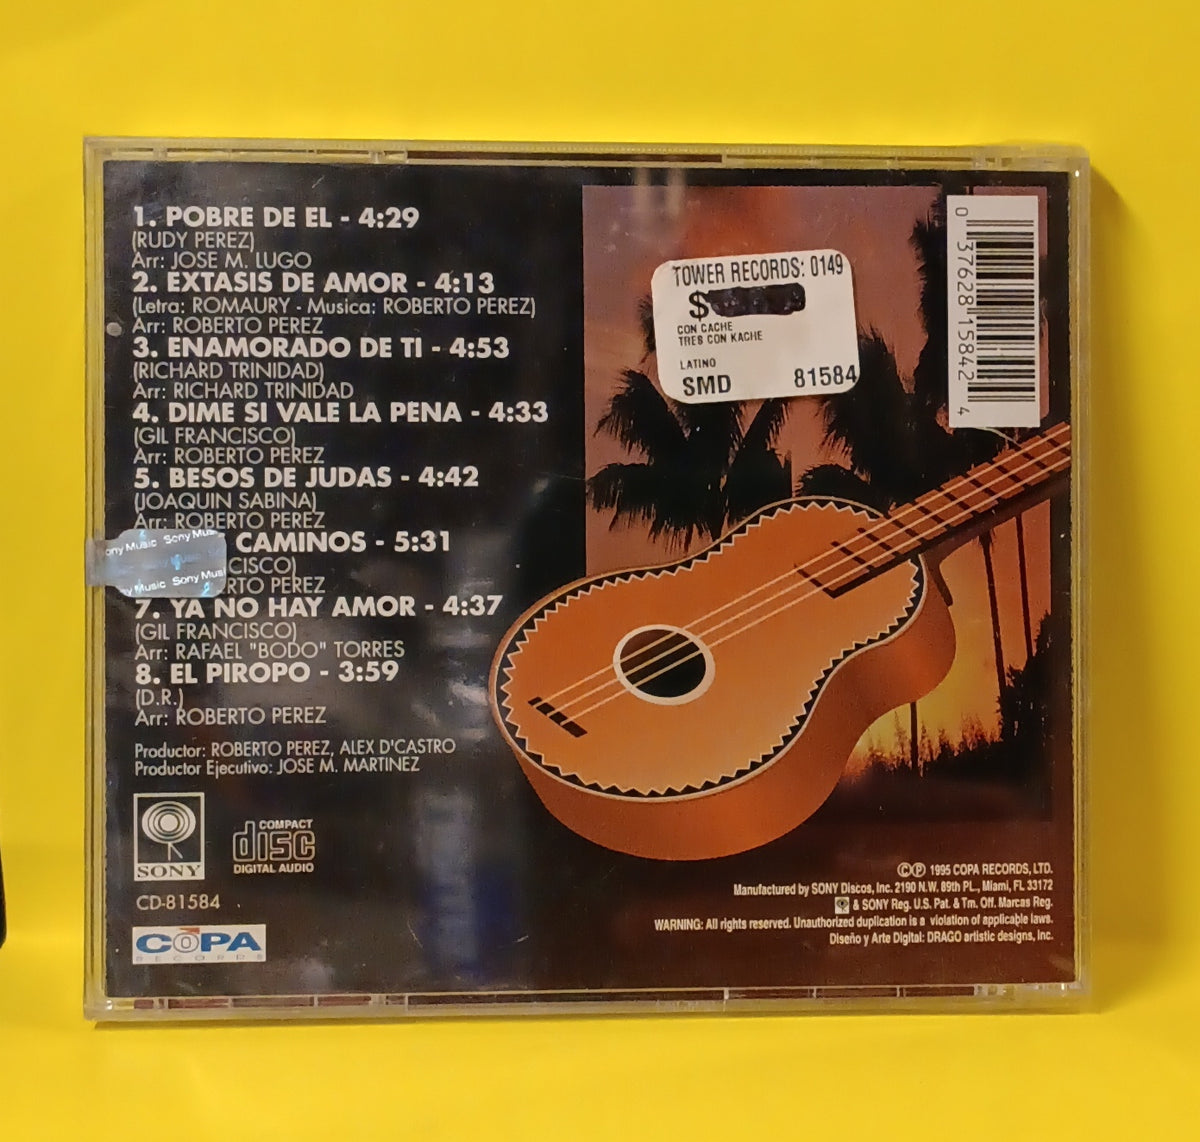 1. POBRE DE EL - 4:29
(RUDY PEREZ)
Arr: JOSE M. LUGO
2. EXTASIS DE AMOR - 4:13
(Letra: ROMAURY - Musica: ROBERTO PEREZ)
Arr: ROBERTO PEREZ
3. ENAMORADO DE TI - 4:53
(RICHARD TRINIDAD)
Arr: RICHARD TRINIDAD
4. DIME SI VALE LA PENA - 4:33
(GIL FRANCISCO)
Arr: ROBERTO PEREZ
5. BESOS DE JUDAS - 4:42
(JOAQUIN SABINA)
Arr: ROBERTO PEREZ
CAMINOS - 5:31
CISCO)
RTO PEREZ
7. YA NO HAY AMOR - 4:37
(GIL FRANCISCO)
Arr: RAFAEL "BODO" TORRES
8. EL PIROPO - 3:59
(D.R.)
Arr: ROBERTO PEREZ
Productor: ROBERTO PEREZ, ALEX D'CASTRO
Productor Ejecutivo: JOSE M. MARTINEZ
ony Music Sony Mus
y Music Sony Musi
SONY
COMPACT
disc
DIGITAL AUDIO
CD-81584
COPA
RECORDS
TOWER RECORDS: 0149
$
CON CACHE
TRES CON KACHE
LATINO
SMD 81584
0 37628 15842 4
©℗ 1995 COPA RECORDS, LTD.
Manufactured by SONY Discos, Inc. 2190 N.W. 89th PL., Miami, FL 33172
& SONY Reg. U.S. Pat. & Tm. Off. Marcas Reg.
WARNING: All rights reserved. Unauthorized duplication is a violation of applicable laws.
Diseño y Arte Digital: DRAGO artistic designs, Inc.